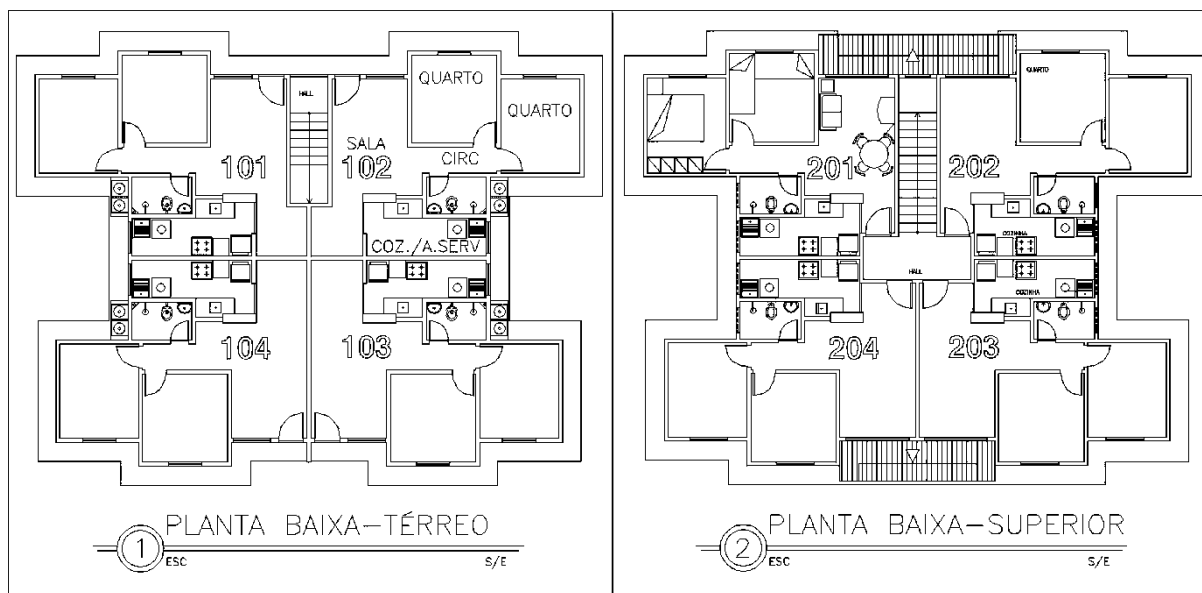 HALL
QUARTO
QUARTO
SALA
101
102
CIRC
COZ./A.SERV
104
103
1
PLANTA BAIXA-TÉRREO
ESC
S/E
QUARTO
201
202
COZINHA
HALL
COZINHA
204
203
2
PLANTA BAIXA-SUPERIOR
ESC
S/E